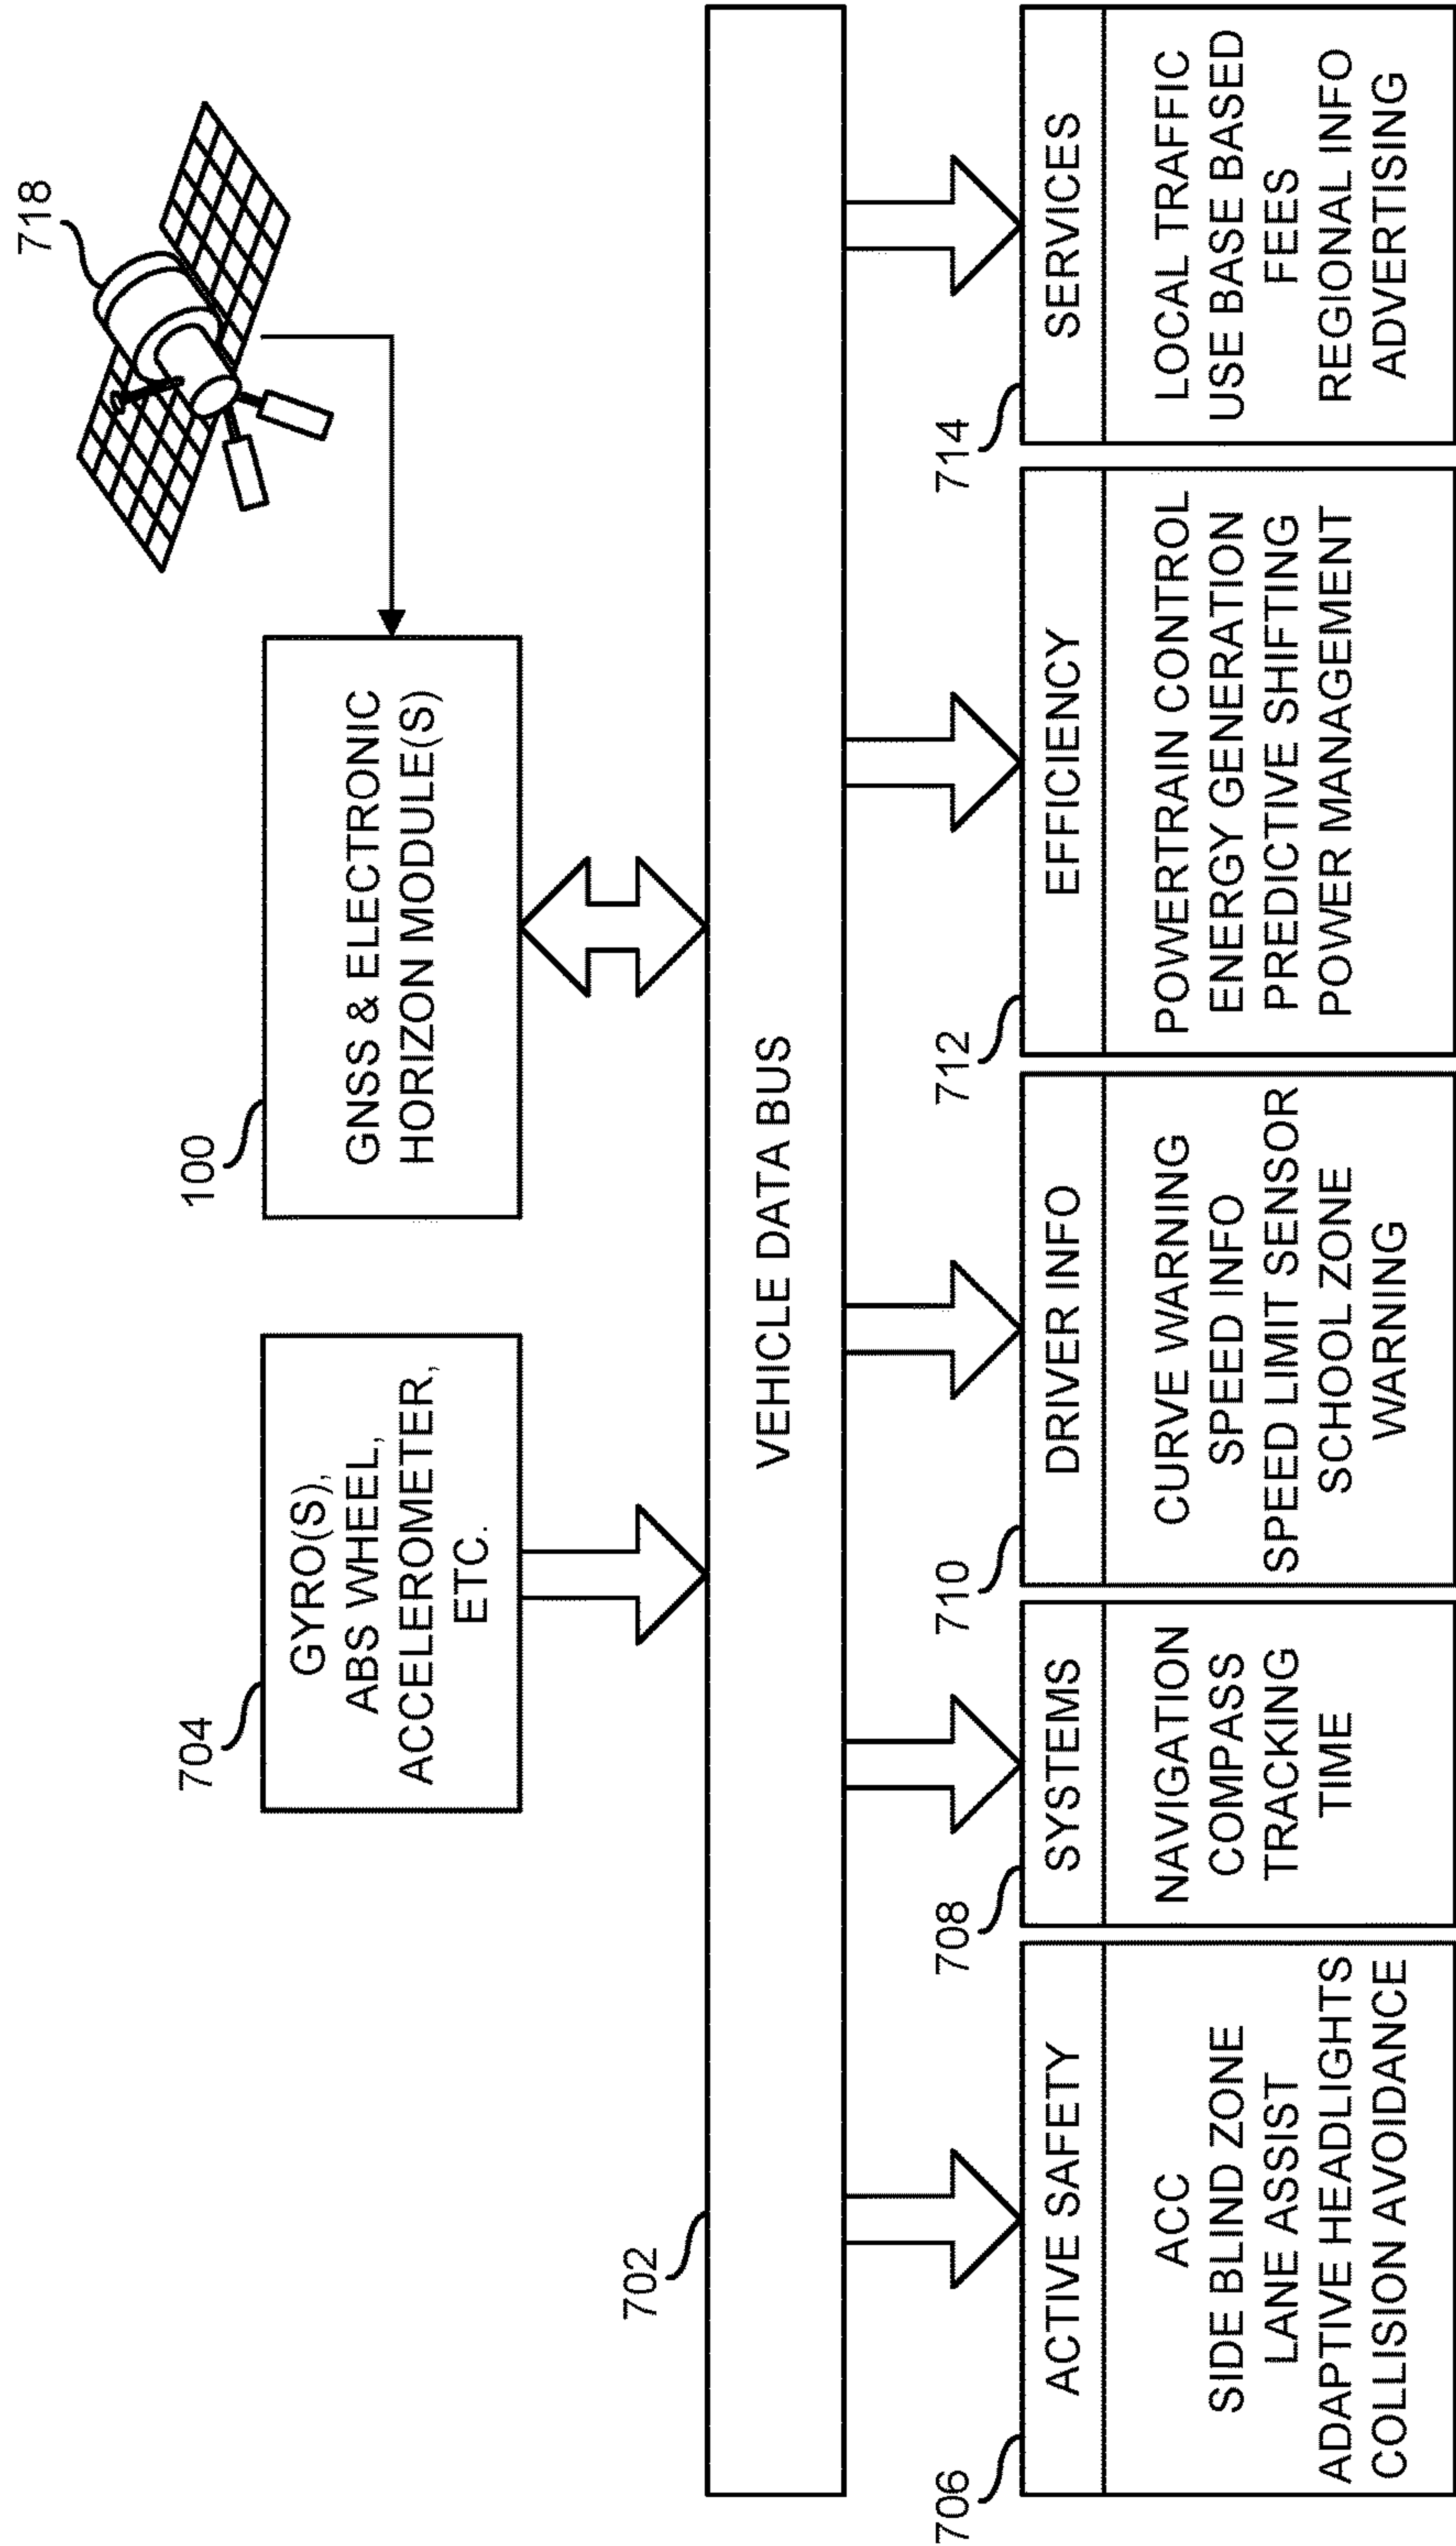 718
100
GNSS & ELECTRONIC
HORIZON MODULE(S)
704
GYRO(S),
ABS WHEEL,
ACCELEROMETER,
ETC.
702
VEHICLE DATA BUS
706
ACTIVE SAFETY
ACC
SIDE BLIND ZONE
LANE ASSIST
ADAPTIVE HEADLIGHTS
COLLISION AVOIDANCE
708
SYSTEMS
NAVIGATION
COMPASS
TRACKING
TIME
710
DRIVER INFO
CURVE WARNING
SPEED INFO
SPEED LIMIT SENSOR
SCHOOL ZONE
WARNING
712
EFFICIENCY
POWERTRAIN CONTROL
ENERGY GENERATION
PREDICTIVE SHIFTING
POWER MANAGEMENT
714
SERVICES
LOCAL TRAFFIC
USE BASE BASED
FEES
REGIONAL INFO
ADVERTISING